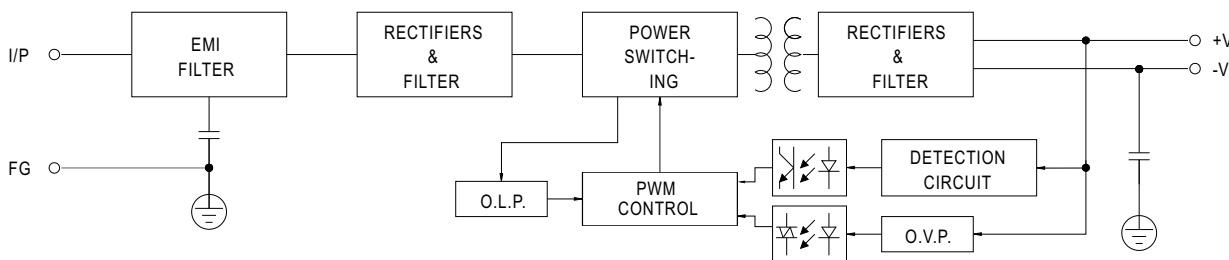 I/P
EMI
FILTER
RECTIFIERS
&
FILTER
POWER
SWITCH-
ING
RECTIFIERS
&
FILTER
+V
-V
FG
O.L.P.
PWM
CONTROL
DETECTION
CIRCUIT
O.V.P.